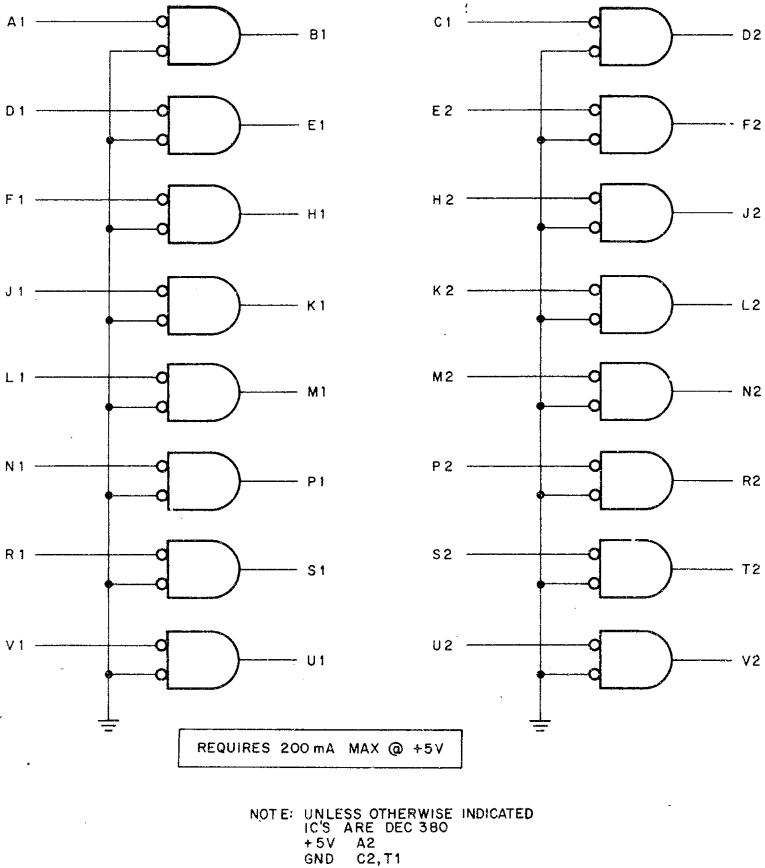 A1 B1 C1 D2
D1 E1 E2 F2
F1 H1 H2 J2
J1 K1 K2 L2
L1 M1 M2 N2
N1 P1 P2 R2
R1 S1 S2 T2
V1 U1 U2 V2
REQUIRES 200 mA MAX @ +5V
NOTE: UNLESS OTHERWISE INDICATED
IC'S ARE DEC 380
+5V A2
GND C2, T1